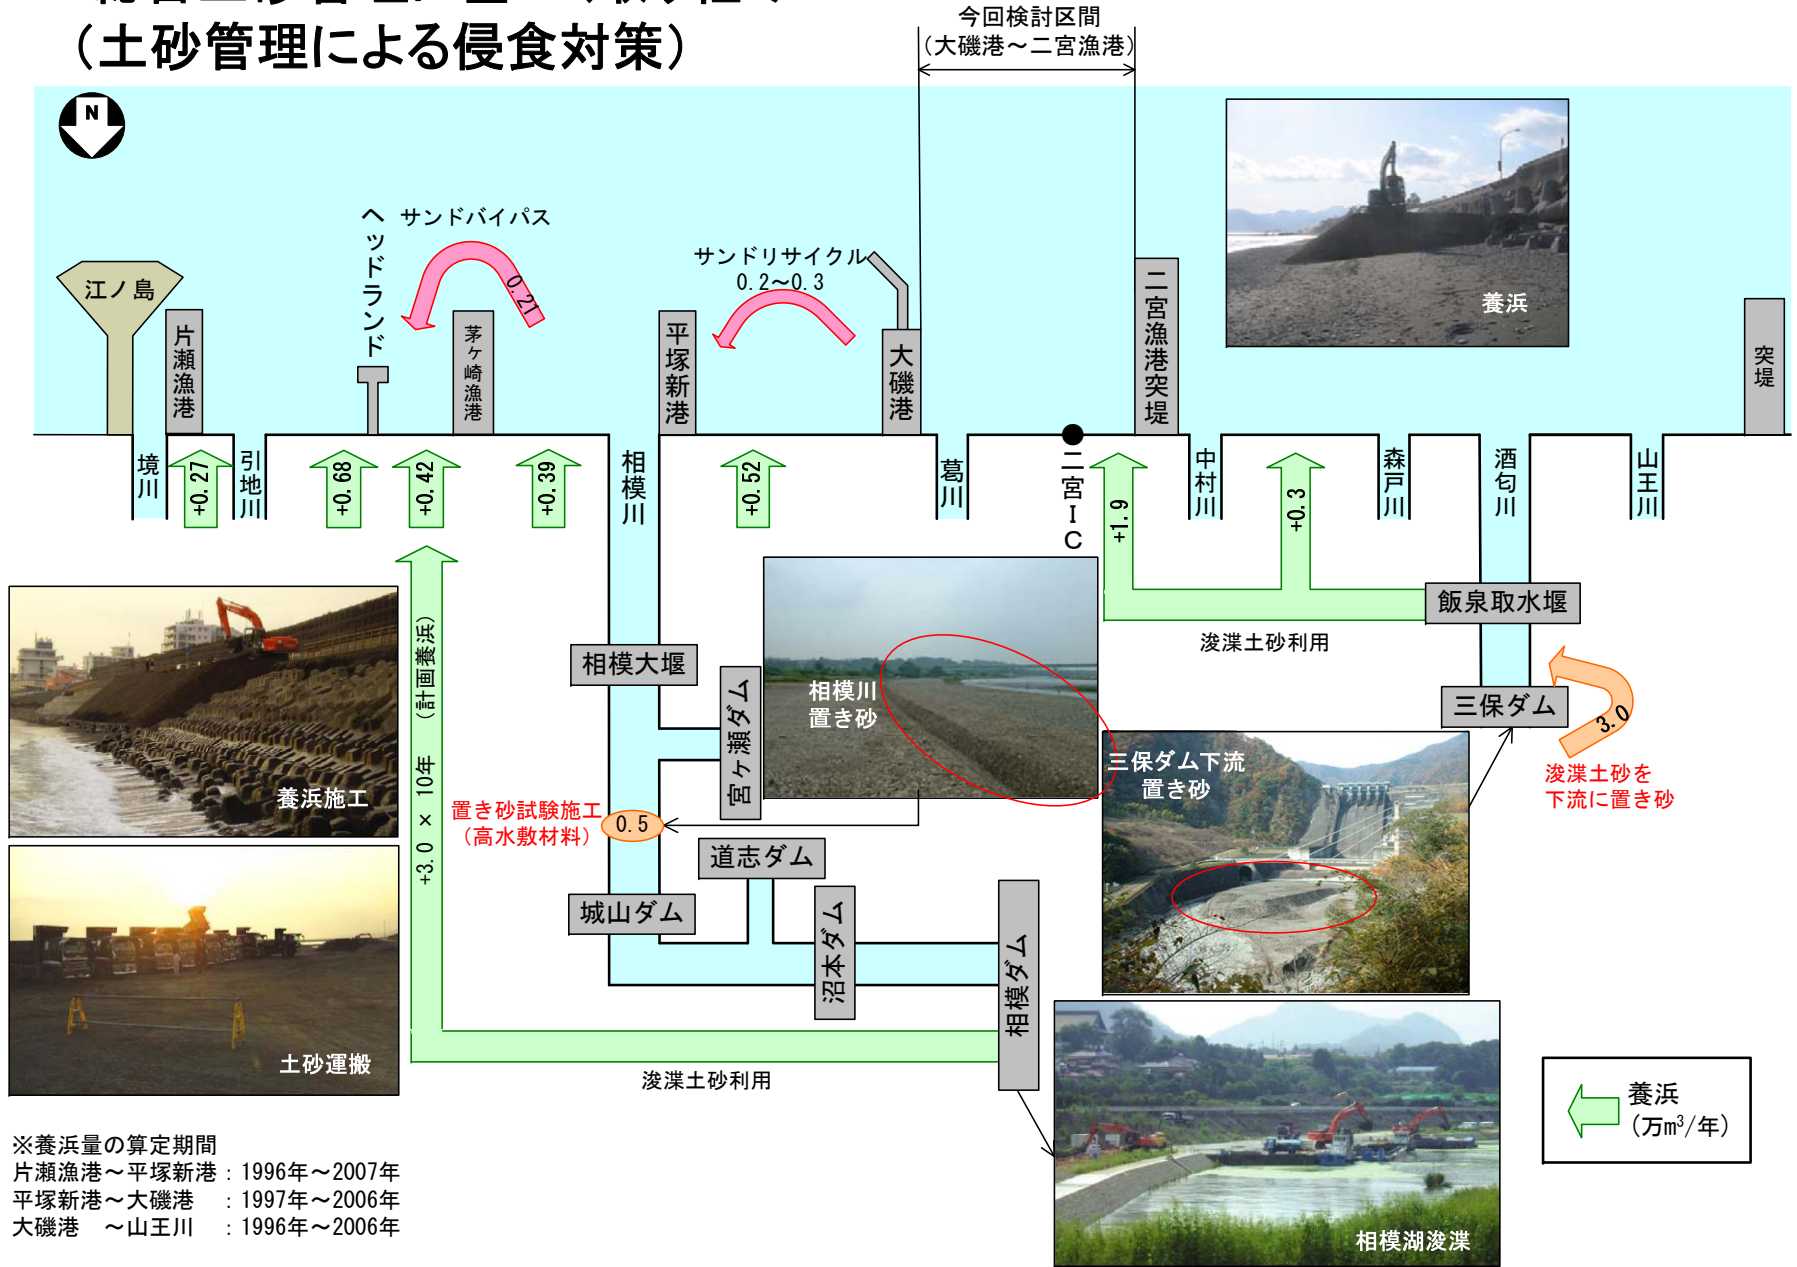 (土砂管理による侵食対策)
今回検討区間
(大磯港～二宮漁港)
N
江ノ島
片瀬漁港
ヘッドランド
サンドバイパス
0.21
茅ケ崎漁港
平塚新港
サンドリサイクル
0.2～0.3
大磯港
二宮漁港突堤
養浜
突堤
境川
+0.27
引地川
+0.68
+0.42
+0.39
相模川
+0.52
葛川
二宮IC
+1.9
中村川
+0.3
森戸川
酒匂川
山王川
飯泉取水堰
浚渫土砂利用
三保ダム
3.0
浚渫土砂を
下流に置き砂
相模大堰
宮ケ瀬ダム
相模川
置き砂
三保ダム下流
置き砂
養浜施工
+3.0 × 10年 (計画養浜)
置き砂試験施工
(高水敷材料)
0.5
道志ダム
城山ダム
沼本ダム
相模ダム
土砂運搬
浚渫土砂利用
相模湖浚渫
養浜
(万m³/年)
※養浜量の算定期間
片瀬漁港～平塚新港：1996年～2007年
平塚新港～大磯港　：1997年～2006年
大磯港　～山王川　：1996年～2006年